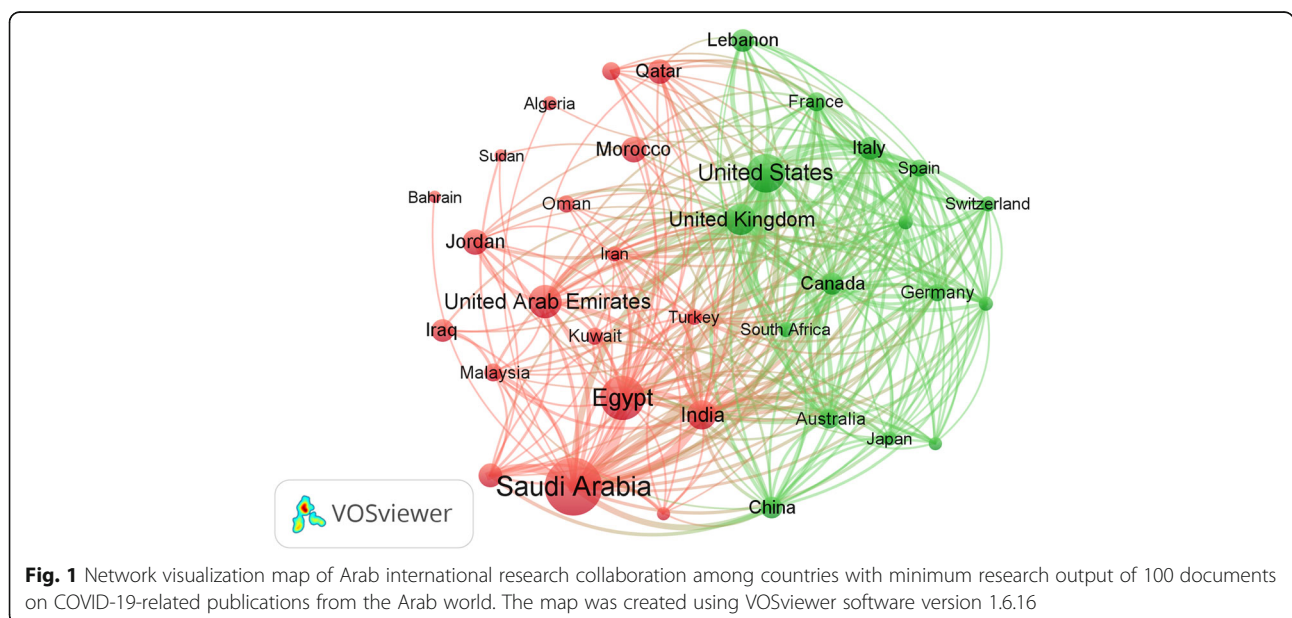 Lebanon
Qatar
Algeria
France
Morocco
Italy
Sudan
Spain
United States
Bahrain
Oman
Switzerland
United Kingdom
Jordan
Iran
Canada
Germany
United Arab Emirates
Turkey
Iraq
Kuwait
South Africa
Malaysia
Egypt
India
Australia
Japan
Saudi Arabia
China
VOSviewer
Fig. 1 Network visualization map of Arab international research collaboration among countries with minimum research output of 100 documents
on COVID-19-related publications from the Arab world. The map was created using VOSviewer software version 1.6.16